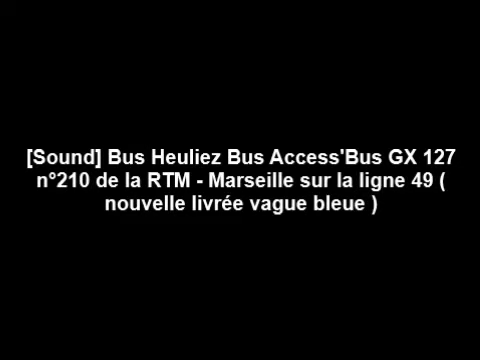 [Sound] Bus Heuliez Bus Access'Bus GX 127
n°210 de la RTM - Marseille sur la ligne 49 (
nouvelle livrée vague bleue )